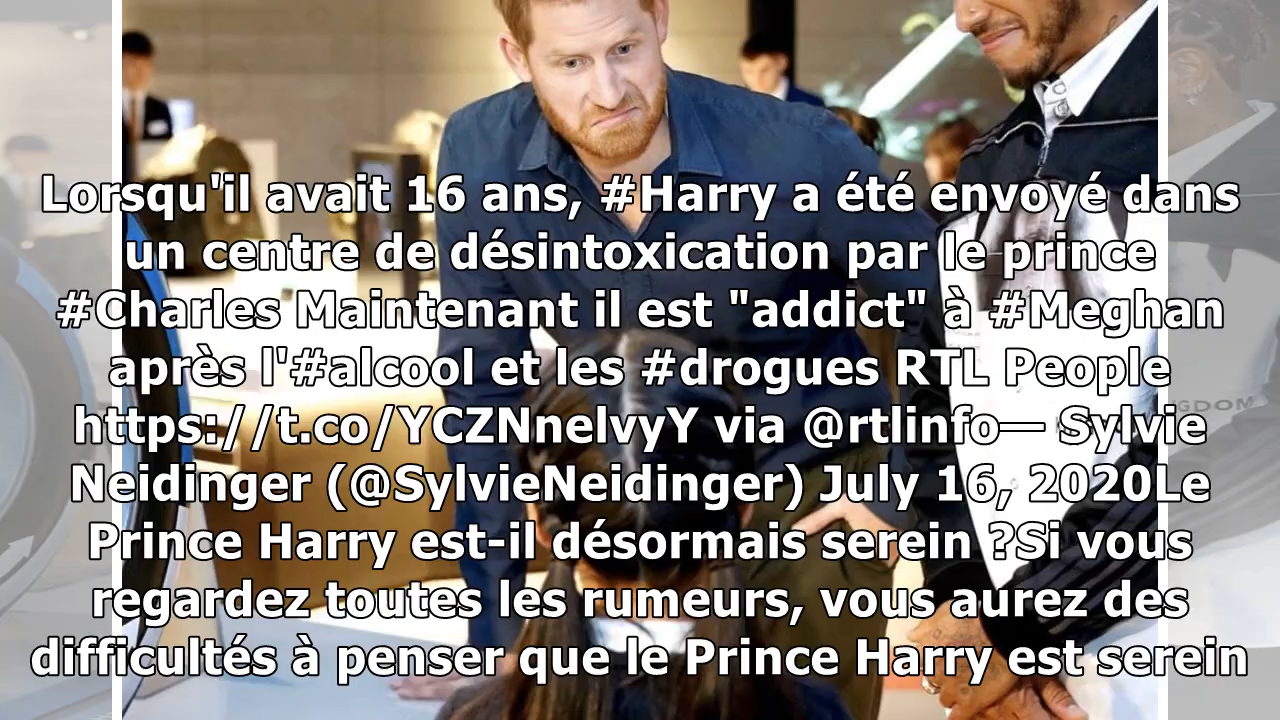 Lorsqu'il avait 16 ans, #Harry a été envoyé dans
un centre de désintoxication par le prince
#Charles Maintenant il est "addict" à #Meghan
après l'#alcool et les #drogues RTL People
https://t.co/YCZNnelvyY via @rtlinfo— Sylvie
Neidinger (@SylvieNeidinger) July 16, 2020Le
Prince Harry est-il désormais serein ?Si vous
regardez toutes les rumeurs, vous aurez des
difficultés à penser que le Prince Harry est serein